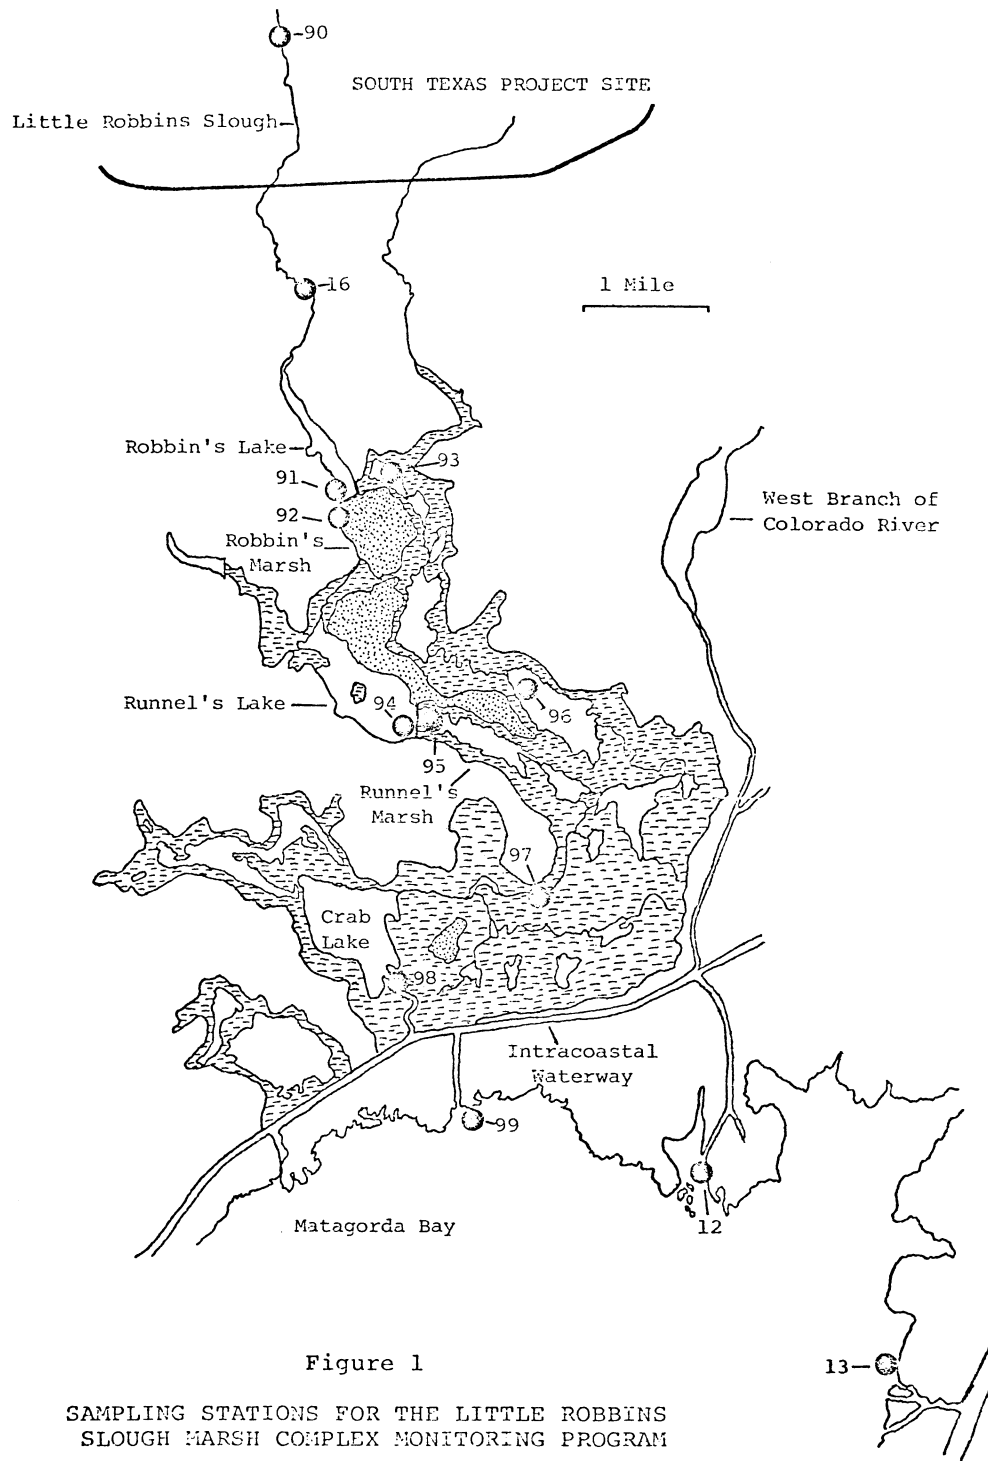 90
SOUTH TEXAS PROJECT SITE
Little Robbins Slough
16
1 Mile
Robbin's Lake
93
91
West Branch of
Colorado River
92
Robbin's
Marsh
Runnel's Lake
94
96
95
Runnel's
Marsh
97
Crab
Lake
98
Intracoastal
Waterway
99
12
Matagorda Bay
13
Figure 1
SAMPLING STATIONS FOR THE LITTLE ROBBINS
SLOUGH MARSH COMPLEX MONITORING PROGRAM